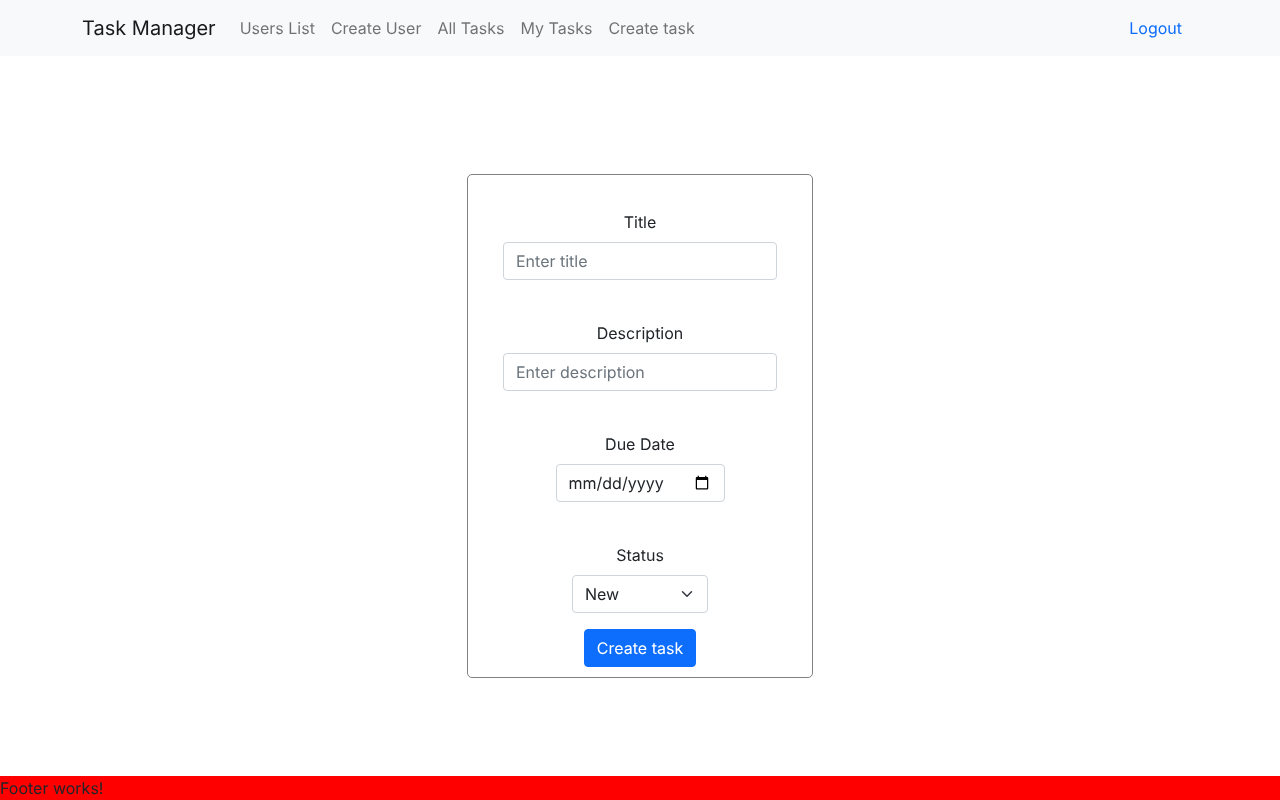 Task Manager Users List Create User All Tasks My Tasks Create task Logout
Title
Enter title
Description
Enter description
Due Date
mm/dd/yyyy
Status
New
Create task
Footer works!